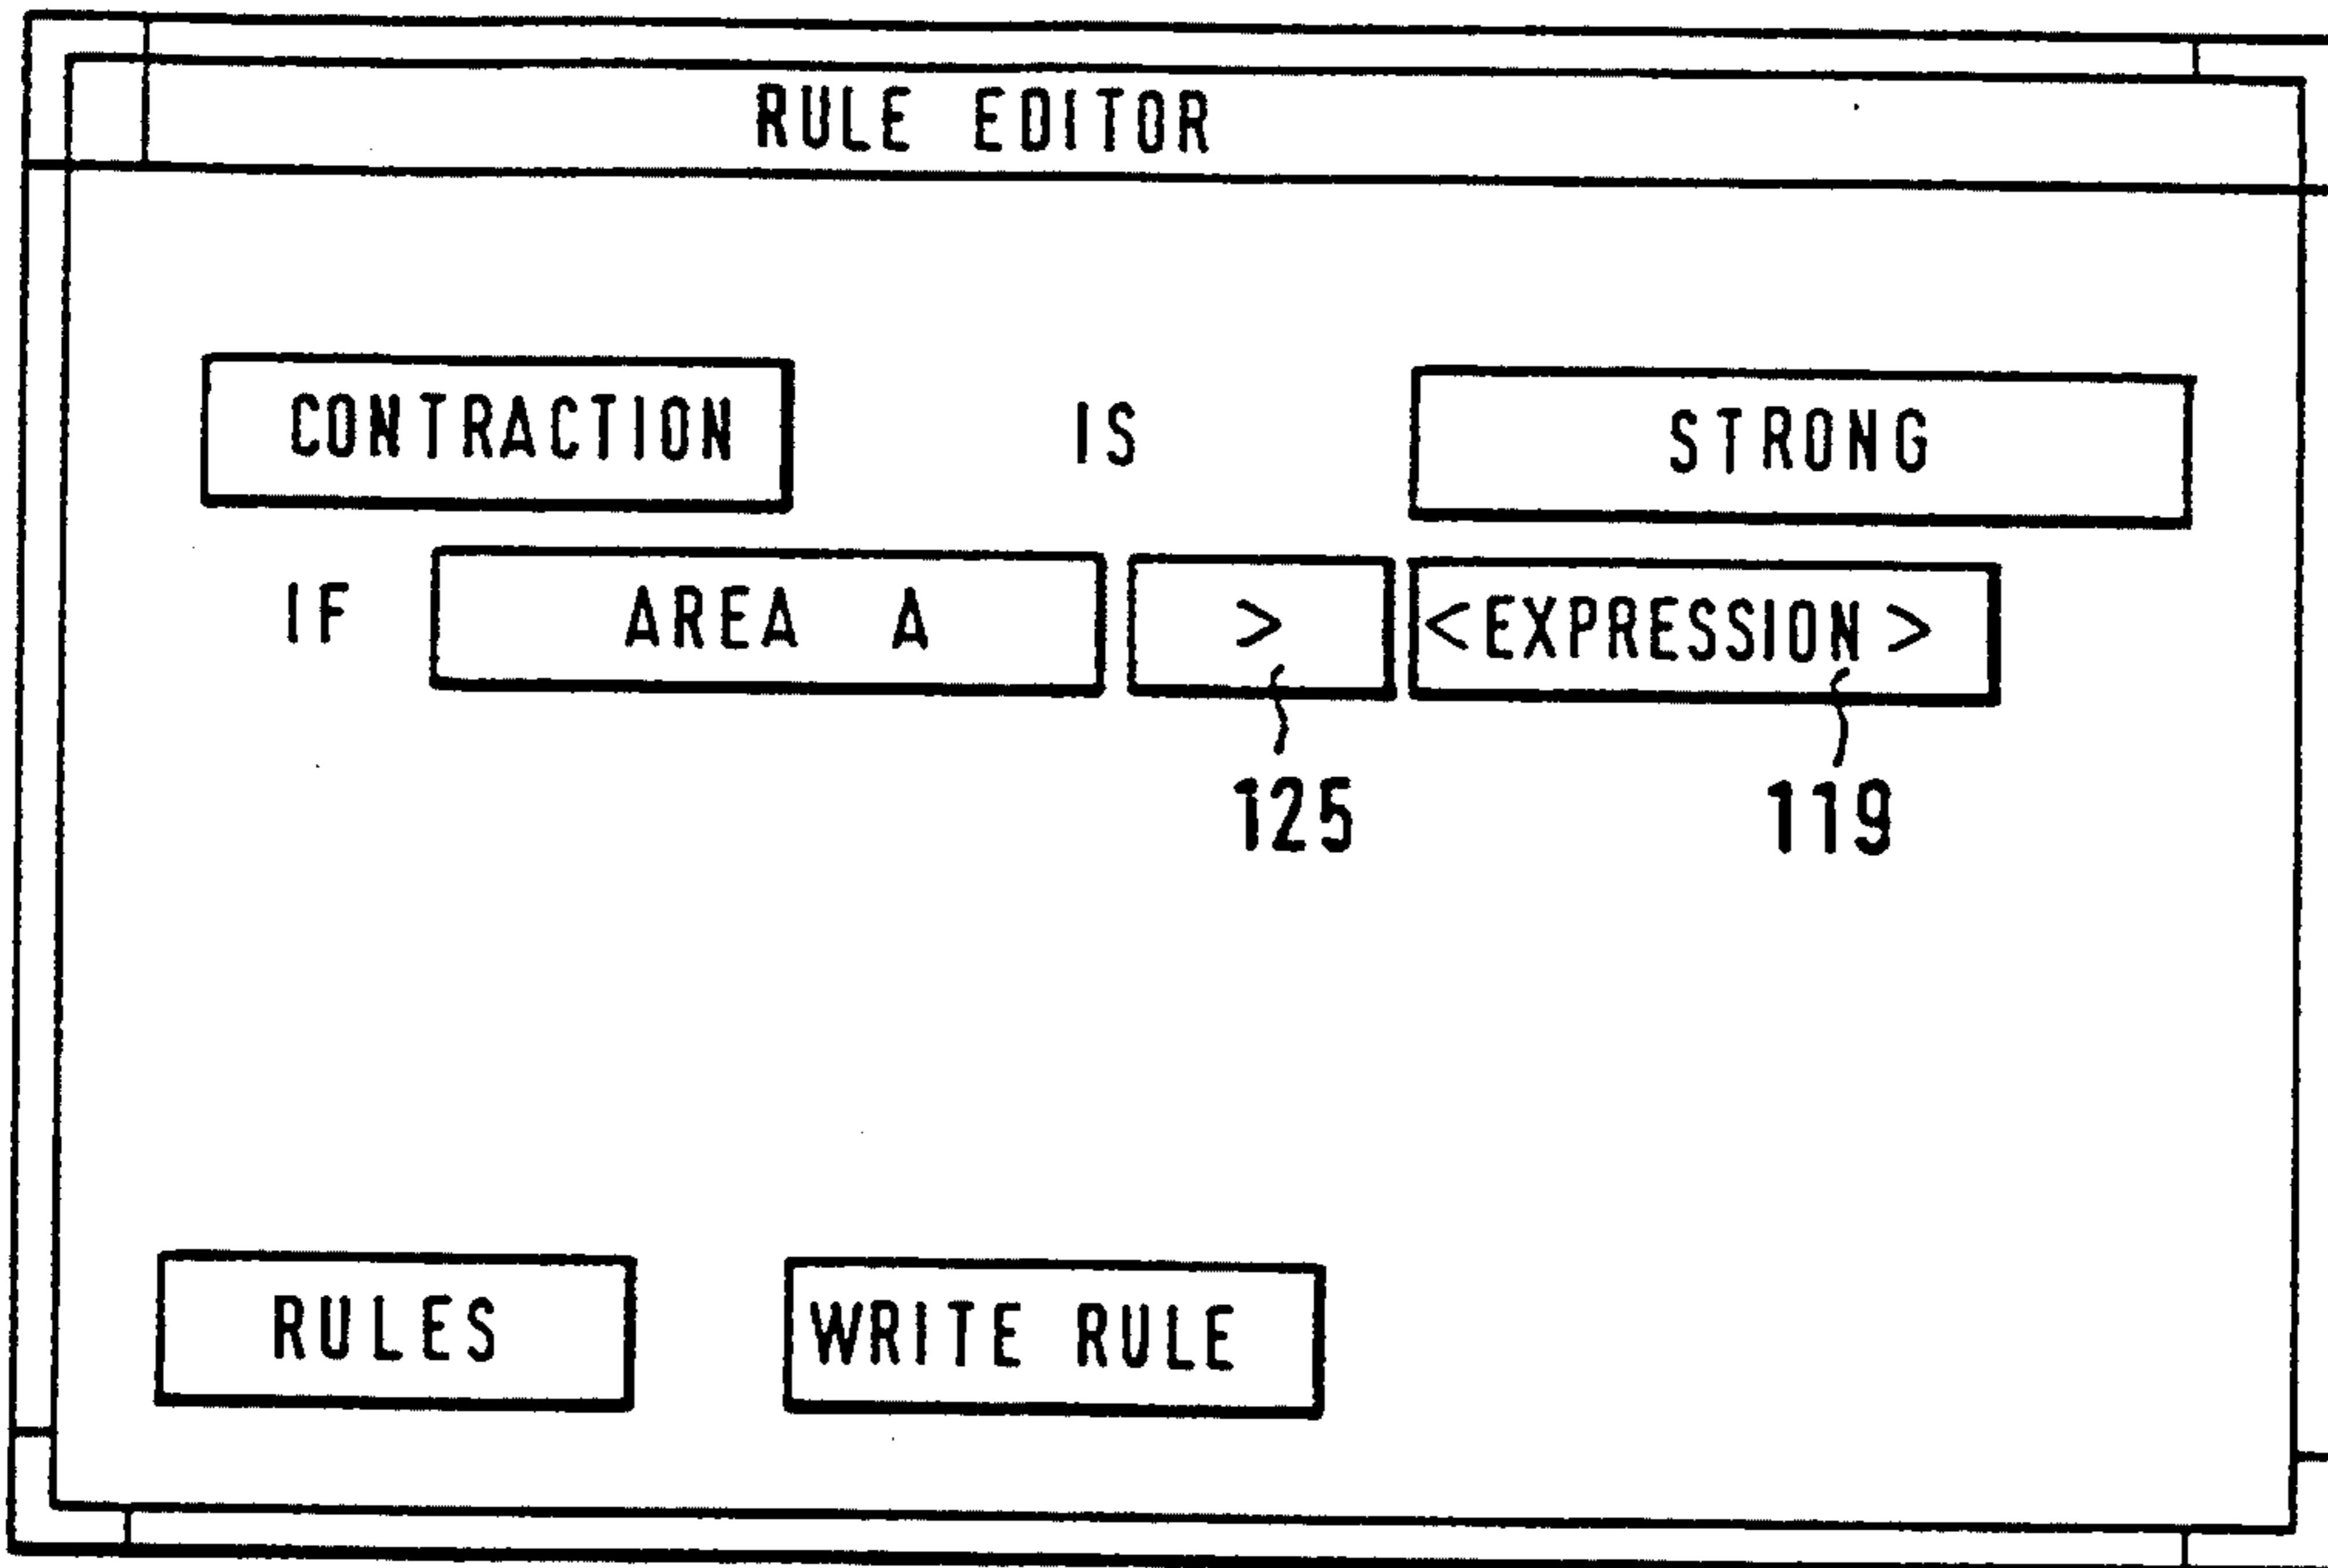 RULE EDITOR
CONTRACTION IS STRONG
IF AREA A > <EXPRESSION>
125 119
RULES WRITE RULE